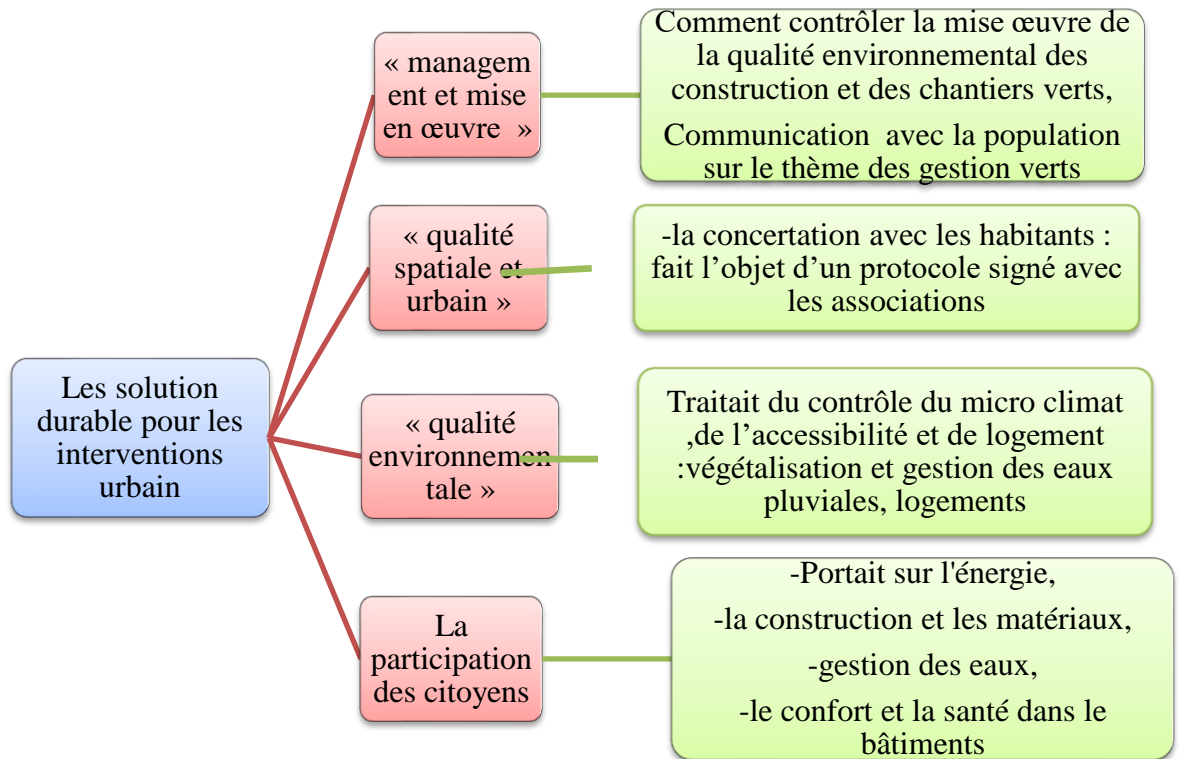 Les solution
durable pour les
interventions
urbain
« managem
ent et mise
en œuvre »
Comment contrôler la mise œuvre de
la qualité environnemental des
construction et des chantiers verts,
Communication avec la population
sur le thème des gestion verts
« qualité
spatiale et
urbain »
-la concertation avec les habitants :
fait l’objet d’un protocole signé avec
les associations
« qualité
environnemen
tale »
Traitait du contrôle du micro climat
,de l’accessibilité et de logement
:végétalisation et gestion des eaux
pluviales, logements
La
participation
des citoyens
-Portait sur l'énergie,
-la construction et les matériaux,
-gestion des eaux,
-le confort et la santé dans le
bâtiments